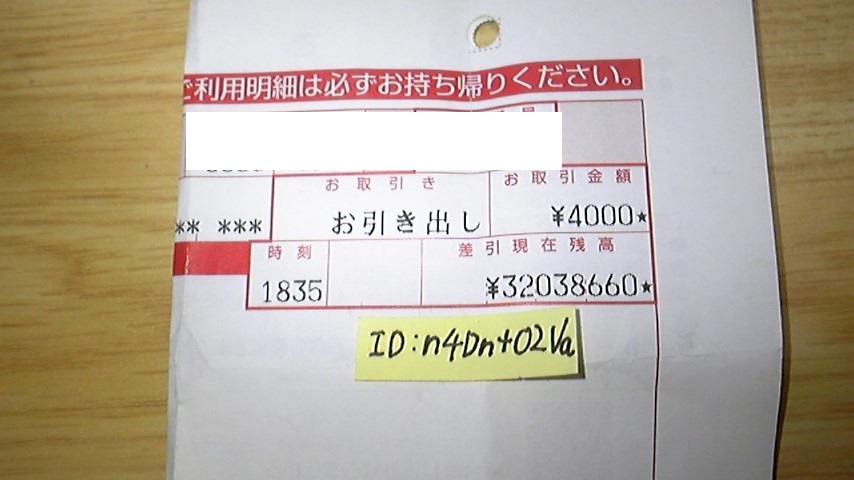 ご利用明細は必ずお持ち帰りください。
お取引き
お取引金額
** ***
お引き出し
¥4000★
時刻
差引現在残高
1835
¥32038660★
ID:n4Dn+02Va